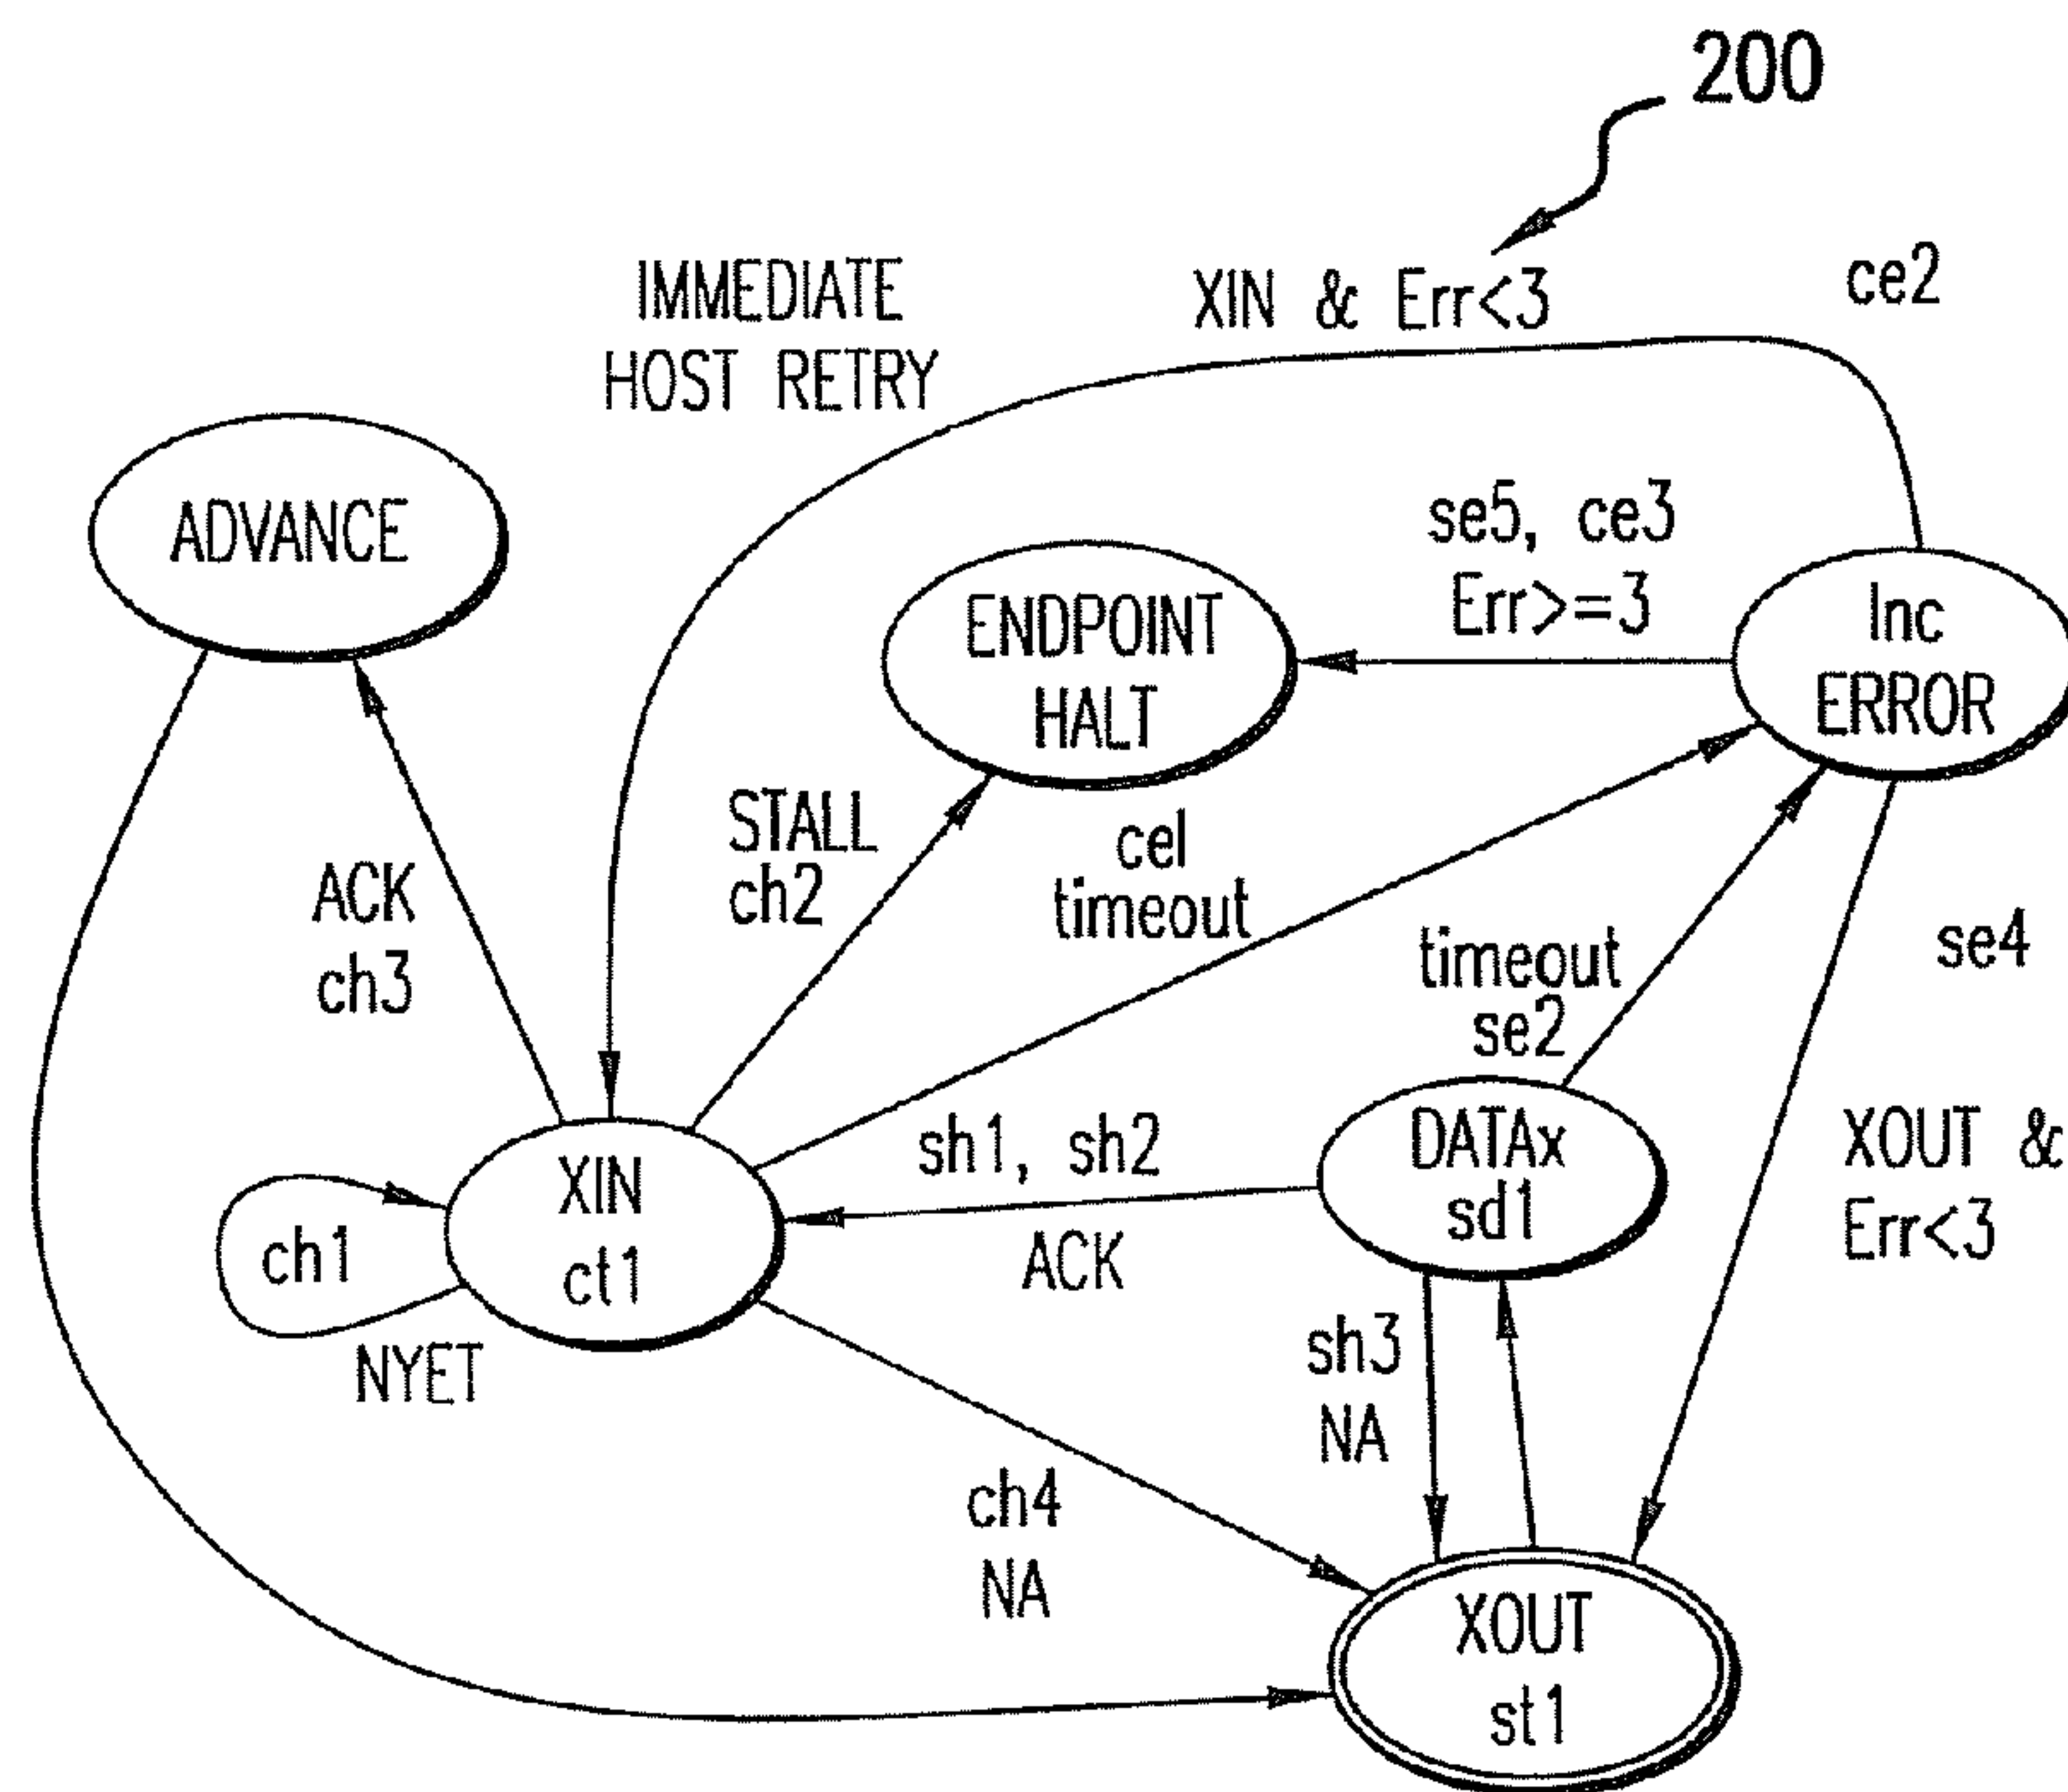 200
ce2
IMMEDIATE
HOST RETRY
XIN & Err<3
ADVANCE
se5, ce3
Err>=3
ENDPOINT
HALT
Inc
ERROR
STALL
ch2
cel
timeout
ACK
ch3
timeout
se2
se4
sh1, sh2
ACK
DATAx
sd1
XOUT &
Err<3
XIN
ct1
ch1
NYET
sh3
NA
ch4
NA
XOUT
st1